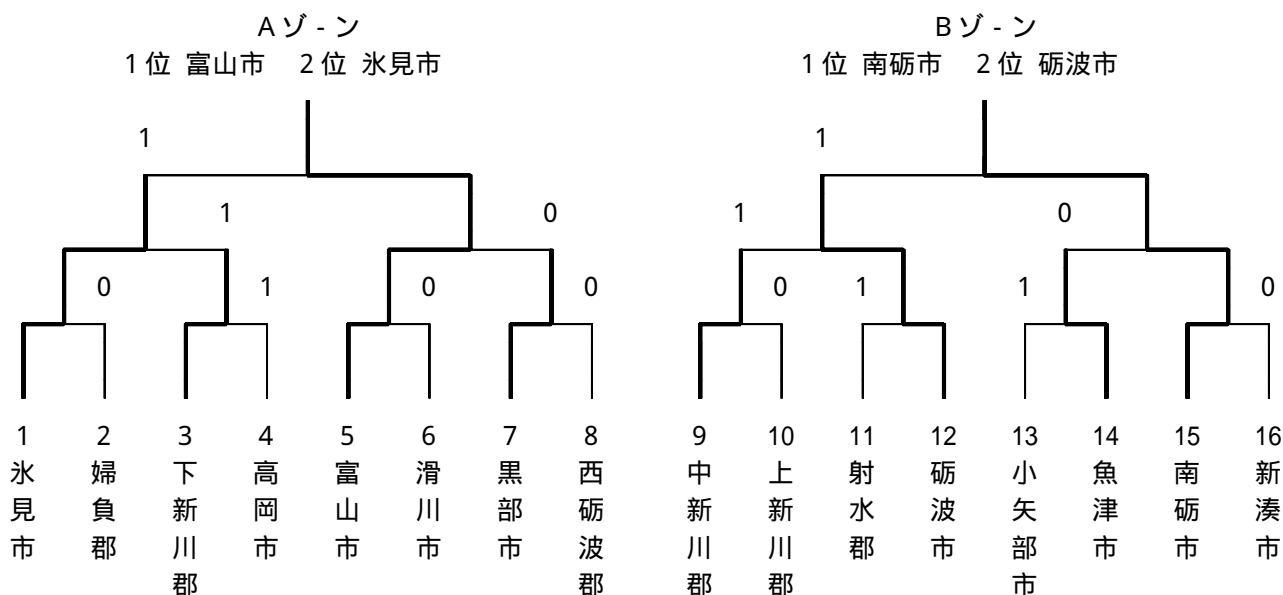 Aゾ-ン
1位 富山市 2位 氷見市
1
1
0
0
1
0
0
1 2 3 4 5 6 7 8
氷見市
婦負郡
下新川郡
高岡市
富山市
滑川市
黒部市
西砺波郡
Bゾ-ン
1位 南砺市 2位 砺波市
1
1
0
0
1
1
0
9 10 11 12 13 14 15 16
中新川郡
上新川郡
射水郡
砺波市
小矢部市
魚津市
南砺市
新湊市